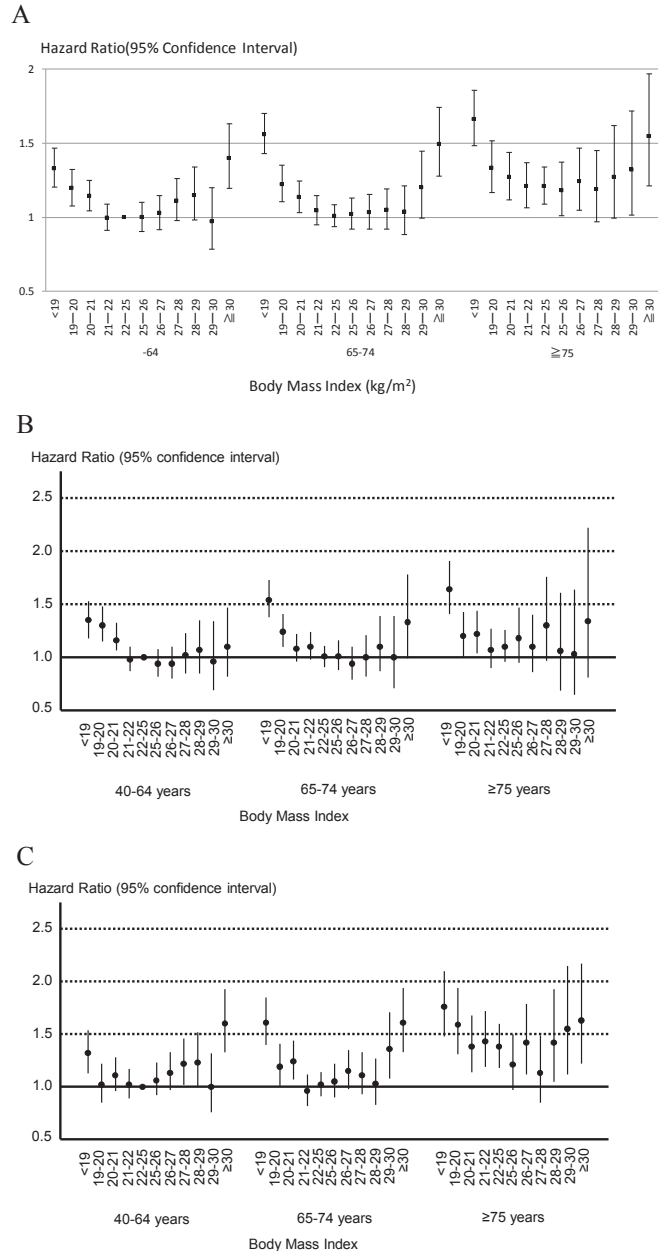 A
Hazard Ratio(95% Confidence Interval)
2
1.5
1
0.5
<19 19—20 20—21 21—22 22—25 25—26 26—27 27—28 28—29 29—30 ≧30 <19 19—20 20—21 21—22 22—25 25—26 26—27 27—28 28—29 29—30 ≧30 <19 19—20 20—21 21—22 22—25 25—26 26—27 27—28 28—29 29—30 ≧30
-64 65-74 ≧75
Body Mass Index (kg/m²)
B
Hazard Ratio (95% confidence interval)
2.5
2.0
1.5
1.0
0.5
<19 19-20 20-21 21-22 22-25 25-26 26-27 27-28 28-29 29-30 ≥30 <19 19-20 20-21 21-22 22-25 25-26 26-27 27-28 28-29 29-30 ≥30 <19 19-20 20-21 21-22 22-25 25-26 26-27 27-28 28-29 29-30 ≥30
40-64 years 65-74 years ≥75 years
Body Mass Index
C
Hazard Ratio (95% confidence interval)
2.5
2.0
1.5
1.0
0.5
<19 19-20 20-21 21-22 22-25 25-26 26-27 27-28 28-29 29-30 ≥30 <19 19-20 20-21 21-22 22-25 25-26 26-27 27-28 28-29 29-30 ≥30 <19 19-20 20-21 21-22 22-25 25-26 26-27 27-28 28-29 29-30 ≥30
40-64 years 65-74 years ≥75 years
Body Mass Index